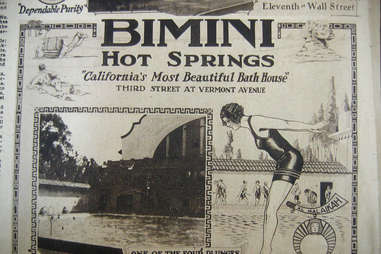 "Dependable Purity"
Eleventh - Wall Street
BIMINI
HOT SPRINGS
"California's Most Beautiful Bath House"
THIRD STREET AT VERMONT AVENUE
ONE OF THE FOUR PLUNGES